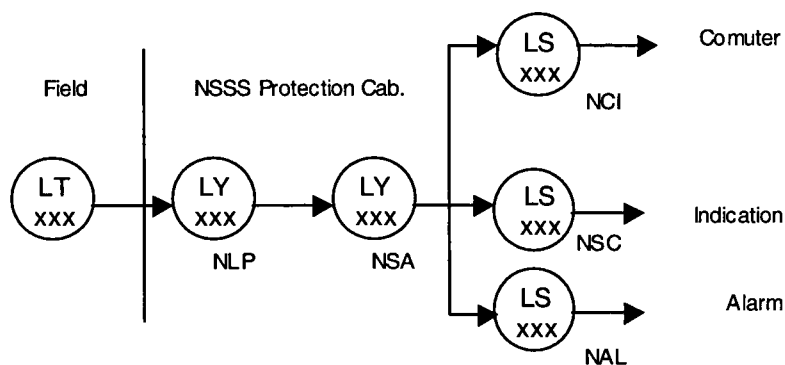 Field
NSSS Protection Cab.
LT
xxx
LY
xxx
NLP
LY
xxx
NSA
LS
xxx
NCI
Comuter
LS
xxx
NSC
Indication
LS
xxx
NAL
Alarm